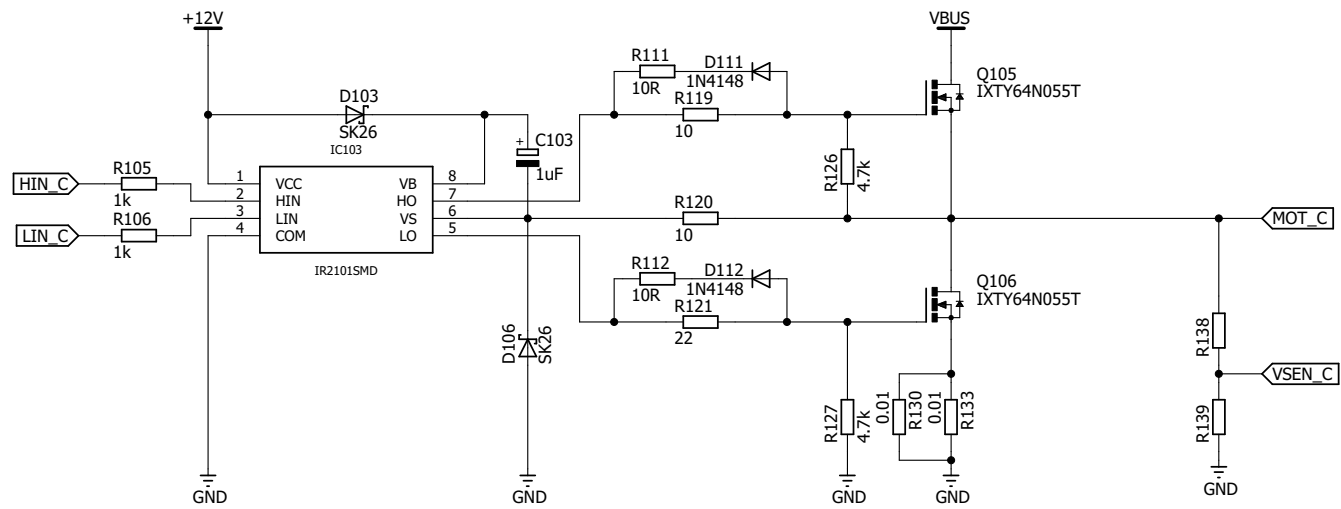 +12V
VBUS
R111
10R
D111
1N4148
Q105
IXTY64N055T
D103
SK26
R119
10
IC103
C103
+
1uF
R126
4.7k
HIN_C
R105
1k
1
VCC
VB
8
2
HIN
HO
7
R106
3
LIN
VS
6
R120
10
MOT_C
LIN_C
1k
4
COM
LO
5
IR2101SMD
R112
10R
D112
1N4148
Q106
IXTY64N055T
R121
22
D106
SK26
R138
VSEN_C
R127
4.7k
0.01
R130
0.01
R133
R139
GND
GND
GND
GND
GND